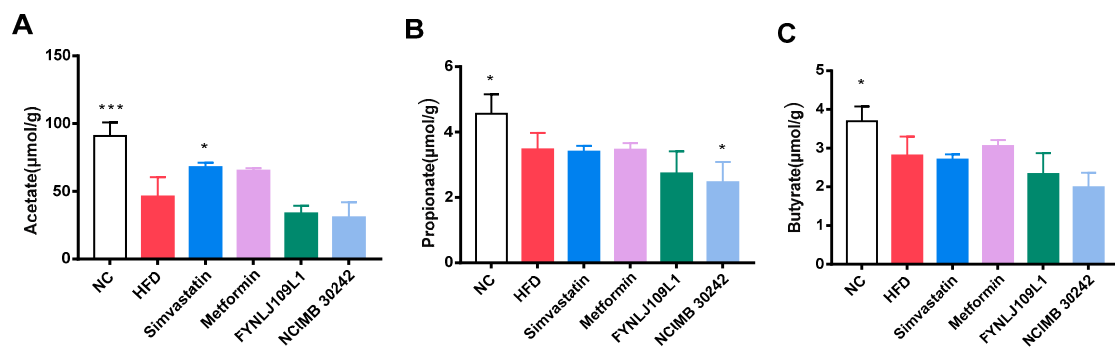 A
Acetate(μmol/g)
150
100
50
0
***
*
NC
HFD
Simvastatin
Metformin
FYNLJ109L1
NCIMB 30242
B
Propionate(μmol/g)
6
4
2
0
*
*
NC
HFD
Simvastatin
Metformin
FYNLJ109L1
NCIMB 30242
C
Butyrate(μmol/g)
5
4
3
2
1
0
*
NC
HFD
Simvastatin
Metformin
FYNLJ109L1
NCIMB 30242